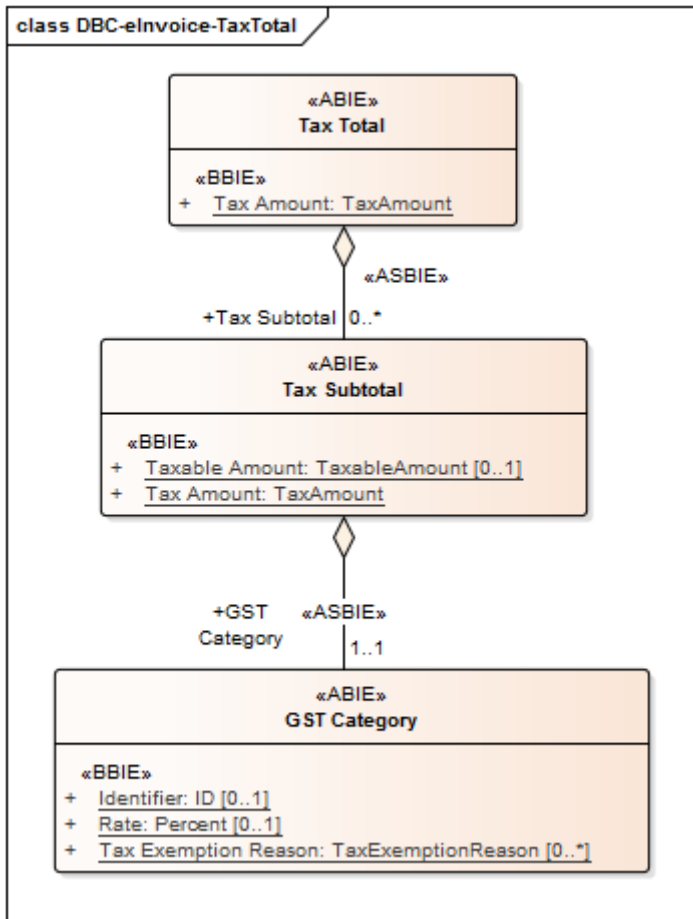 class DBC-eInvoice-TaxTotal
«ABIE»
Tax Total
«BBIE»
+ Tax Amount: TaxAmount
«ASBIE»
+Tax Subtotal 0..*
«ABIE»
Tax Subtotal
«BBIE»
+ Taxable Amount: TaxableAmount [0..1]
+ Tax Amount: TaxAmount
+GST «ASBIE»
Category
1..1
«ABIE»
GST Category
«BBIE»
+ Identifier: ID [0..1]
+ Rate: Percent [0..1]
+ Tax Exemption Reason: TaxExemptionReason [0..*]